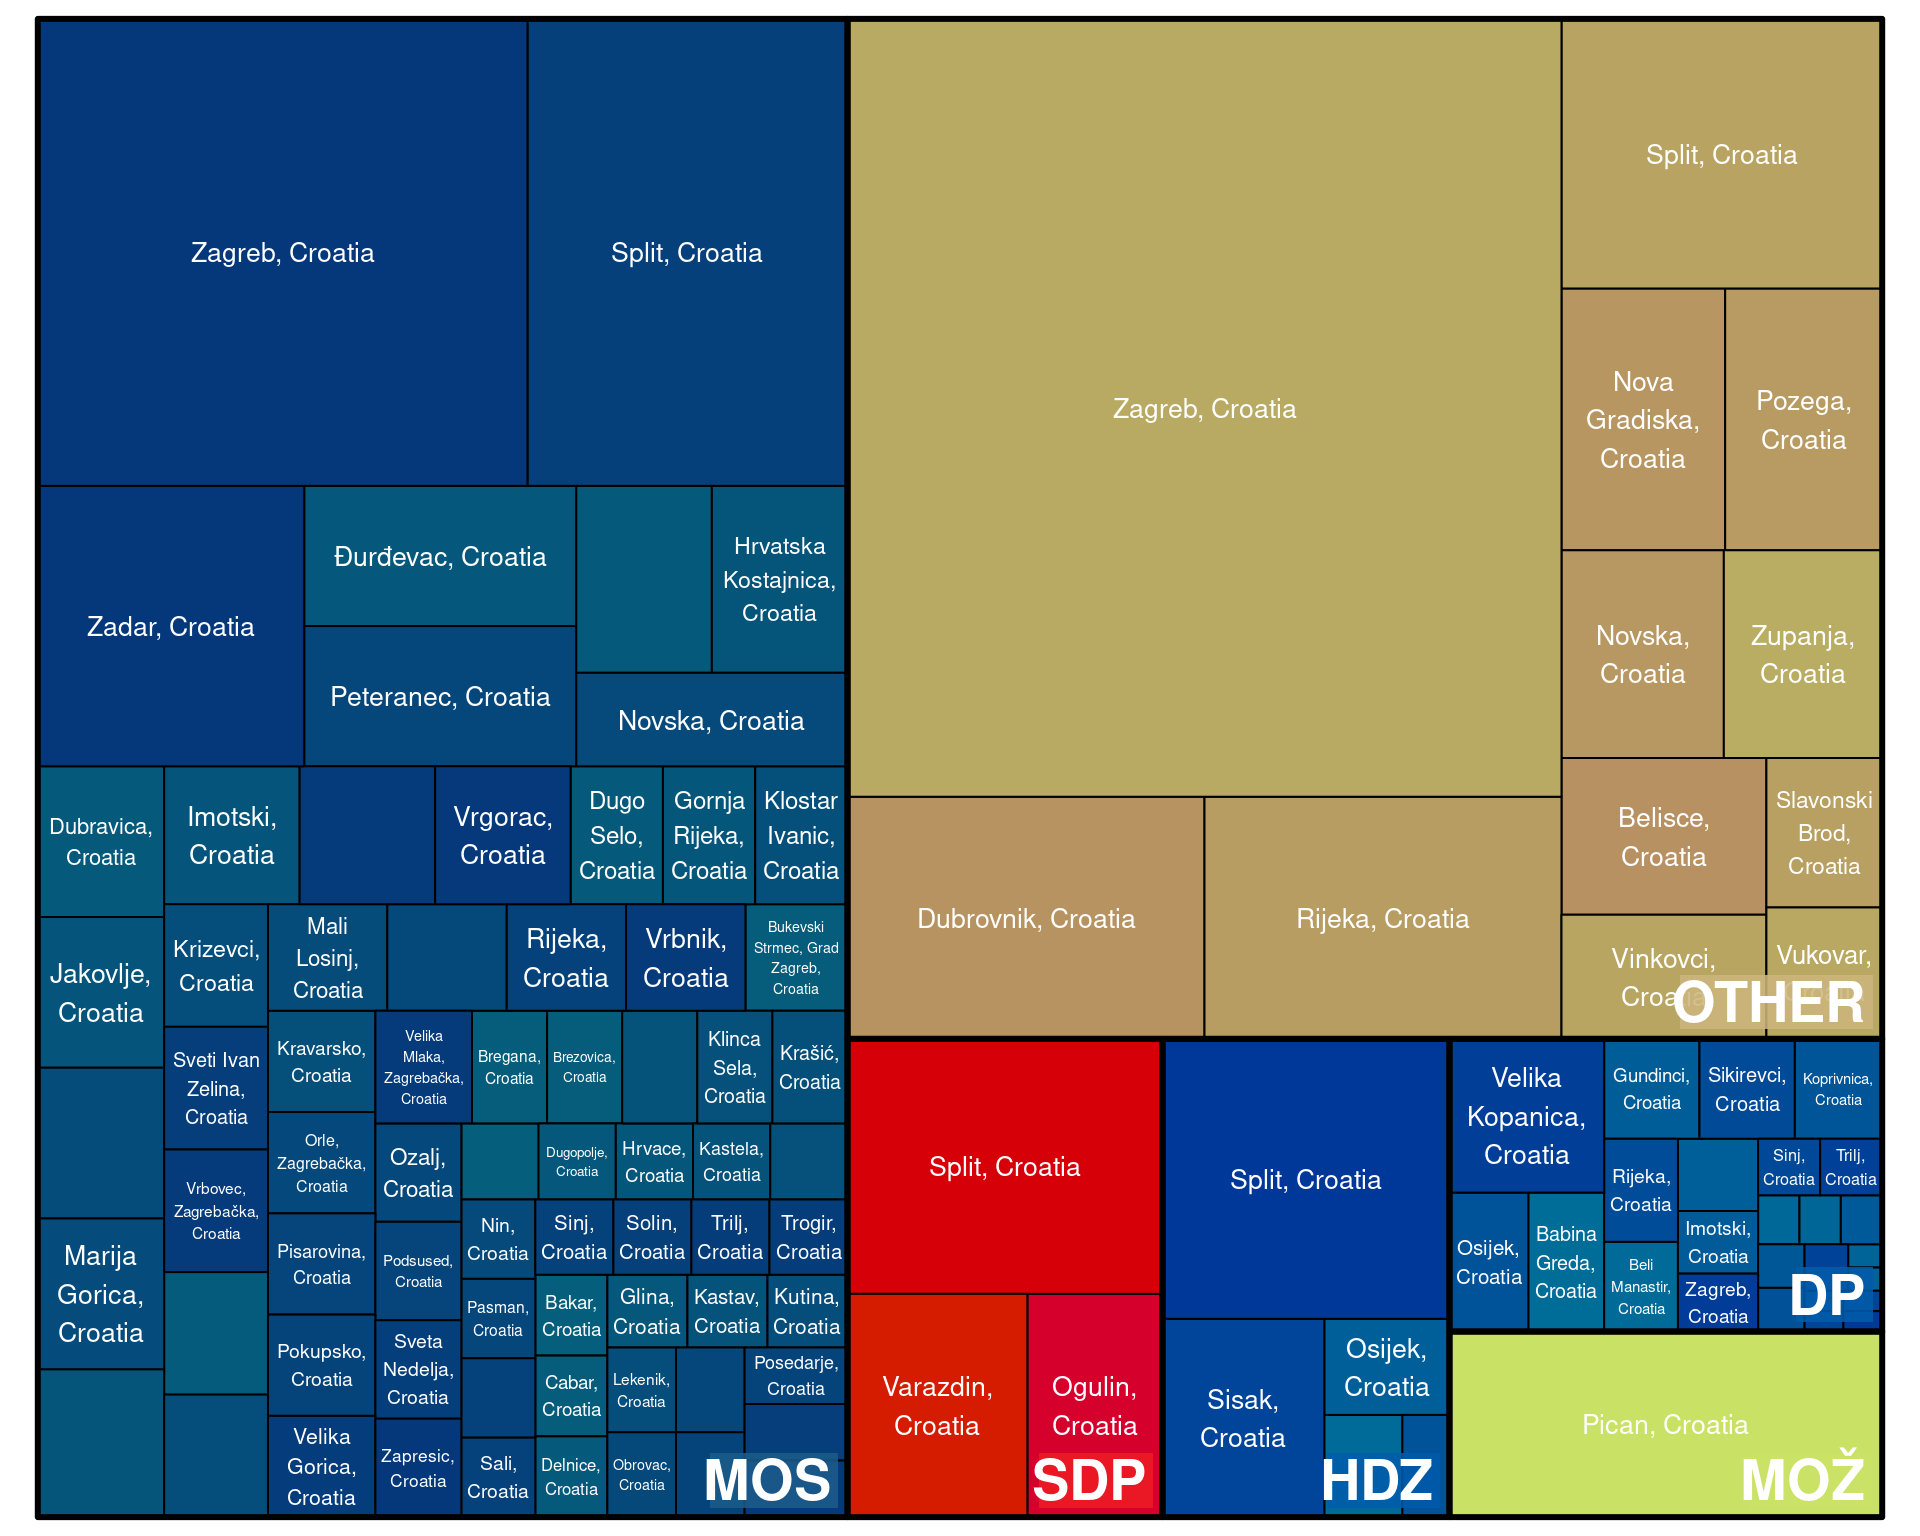 Zagreb, Croatia
Split, Croatia
Zadar, Croatia
Đurđevac, Croatia
Peteranec, Croatia
Hrvatska
Kostajnica,
Croatia
Novska, Croatia
Dubravica,
Croatia
Imotski,
Croatia
Vrgorac,
Croatia
Dugo
Selo,
Croatia
Gornja
Rijeka,
Croatia
Klostar
Ivanic,
Croatia
Jakovlje,
Croatia
Krizevci,
Croatia
Mali
Losinj,
Croatia
Rijeka,
Croatia
Vrbnik,
Croatia
Bukevski
Strmec, Grad
Zagreb,
Croatia
Sveti Ivan
Zelina,
Croatia
Kravarsko,
Croatia
Velika
Mlaka,
Zagrebačka,
Croatia
Bregana,
Croatia
Brezovica,
Croatia
Klinca
Sela,
Croatia
Krašić,
Croatia
Vrbovec,
Zagrebačka,
Croatia
Orle,
Zagrebačka,
Croatia
Ozalj,
Croatia
Dugopolje,
Croatia
Hrvace,
Croatia
Kastela,
Croatia
Marija
Gorica,
Croatia
Pisarovina,
Croatia
Podsused,
Croatia
Nin,
Croatia
Sinj,
Croatia
Solin,
Croatia
Trilj,
Croatia
Trogir,
Croatia
Pokupsko,
Croatia
Sveta
Nedelja,
Croatia
Pasman,
Croatia
Bakar,
Croatia
Glina,
Croatia
Kastav,
Croatia
Kutina,
Croatia
Cabar,
Croatia
Lekenik,
Croatia
Posedarje,
Croatia
Velika
Gorica,
Croatia
Zapresic,
Croatia
Sali,
Croatia
Delnice,
Croatia
Obrovac,
Croatia
MOS
Zagreb, Croatia
Split, Croatia
Nova
Gradiska,
Croatia
Pozega,
Croatia
Novska,
Croatia
Zupanja,
Croatia
Belisce,
Croatia
Slavonski
Brod,
Croatia
Dubrovnik, Croatia
Rijeka, Croatia
Vinkovci,
Croatia
Vukovar,
OTHER
Split, Croatia
Varazdin,
Croatia
Ogulin,
Croatia
SDP
Split, Croatia
Sisak,
Croatia
Osijek,
Croatia
HDZ
Velika
Kopanica,
Croatia
Gundinci,
Croatia
Sikirevci,
Croatia
Koprivnica,
Croatia
Osijek,
Croatia
Babina
Greda,
Croatia
Rijeka,
Croatia
Beli
Manastir,
Croatia
Imotski,
Croatia
Zagreb,
Croatia
Sinj,
Croatia
Trilj,
Croatia
DP
Pican, Croatia
MOŽ